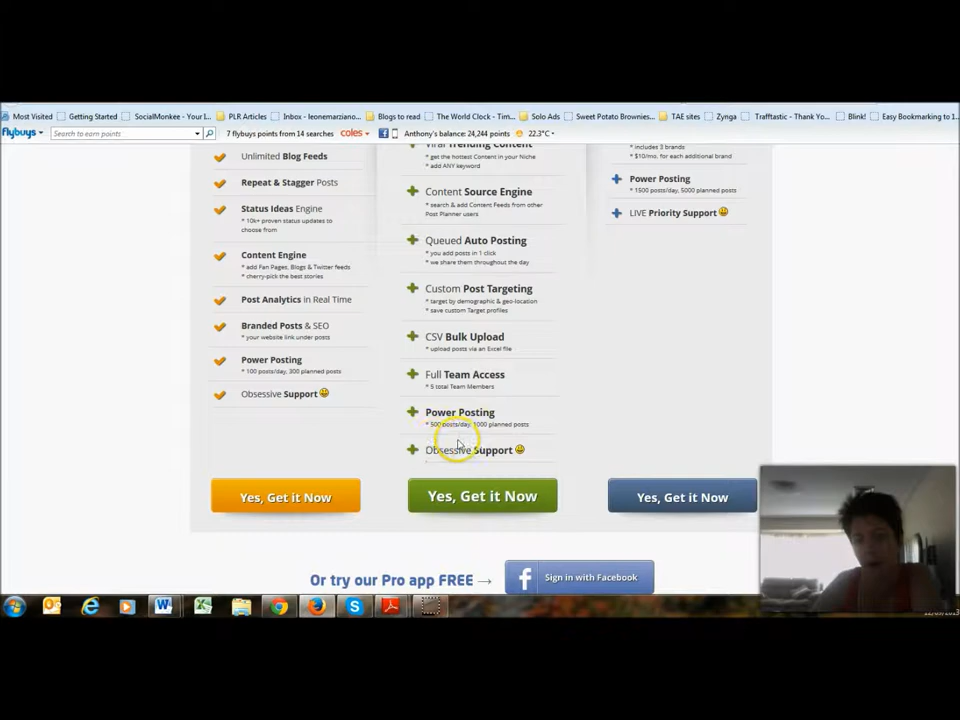 Most Visited Getting Started SocialMonkee - Your L... PLR Articles Inbox - leonemarziano... Blogs to read The World Clock - Tim... Solo Ads Sweet Potato Brownies... TAE sites Zynga Trafftastic - Thank Yo... Blink! Easy Bookmarking to 1...
flybuys Search to earn points 7 flybuys points from 14 searches coles Anthony's balance: 24,244 points 22.3°C
Unlimited Blog Feeds
Repeat & Stagger Posts
Status Ideas Engine
* 10k+ proven status updates to
choose from
Content Engine
* add Fan Pages, Blogs & Twitter feeds
* cherry-pick the best stories
Post Analytics in Real Time
Branded Posts & SEO
* your website link under posts
Power Posting
* 100 posts/day, 300 planned posts
Obsessive Support
Yes, Get it Now
Viral Trending Content
* get the hottest Content in your Niche
* add ANY keyword
Content Source Engine
* search & add Content Feeds from other
Post Planner users
Queued Auto Posting
* you add posts in 1 click
* we share them throughout the day
Custom Post Targeting
* target by demographic & geo-location
* save custom Target profiles
CSV Bulk Upload
* upload posts via an Excel file
Full Team Access
* 5 total Team Members
Power Posting
* 500 posts/day, 1000 planned posts
Obsessive Support
Yes, Get it Now
* includes 3 brands
* $10/mo. for each additional brand
Power Posting
* 1500 posts/day, 5000 planned posts
LIVE Priority Support
Yes, Get it Now
Or try our Pro app FREE →
Sign in with Facebook